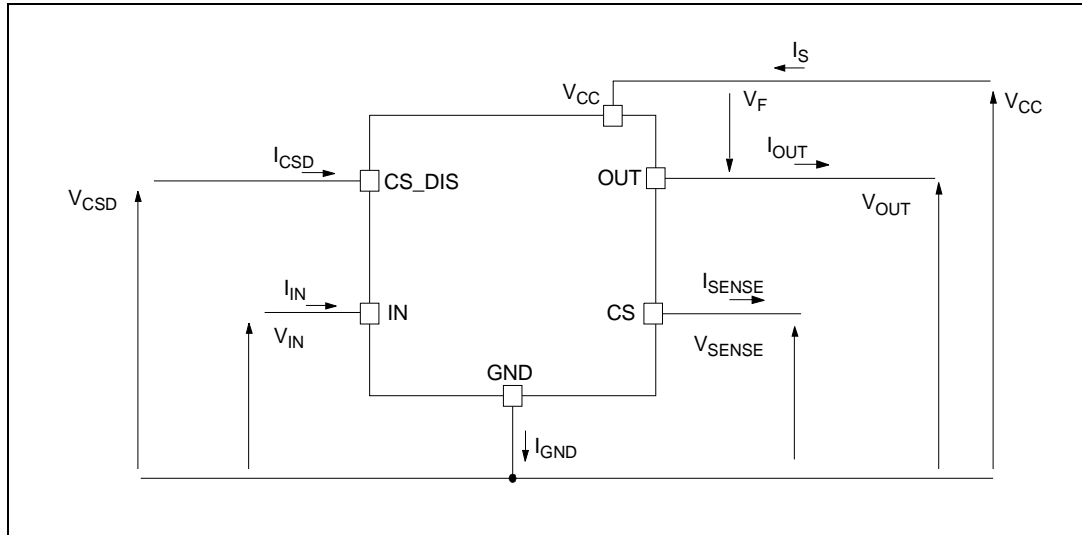 I_S
V_CC
V_F
V_CC
I_CSD
I_OUT
CS_DIS
OUT
V_CSD
V_OUT
I_IN
I_SENSE
IN
CS
V_IN
V_SENSE
GND
I_GND